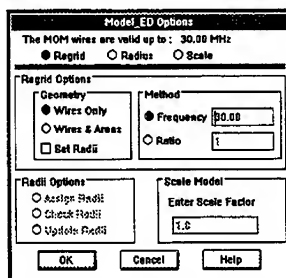 Model_ED Options
The MOM wires are valid up to : 30.00 MHz
Regrid Radius Scale
Regrid Options
Geometry
Wires Only
Wires & Areas
Set Radii
Method
Frequency 30.00
Ratio 1
Radii Options
Assign Radii
Check Radii
Update Radii
Scale Model
Enter Scale Factor
1.0
OK Cancel Help